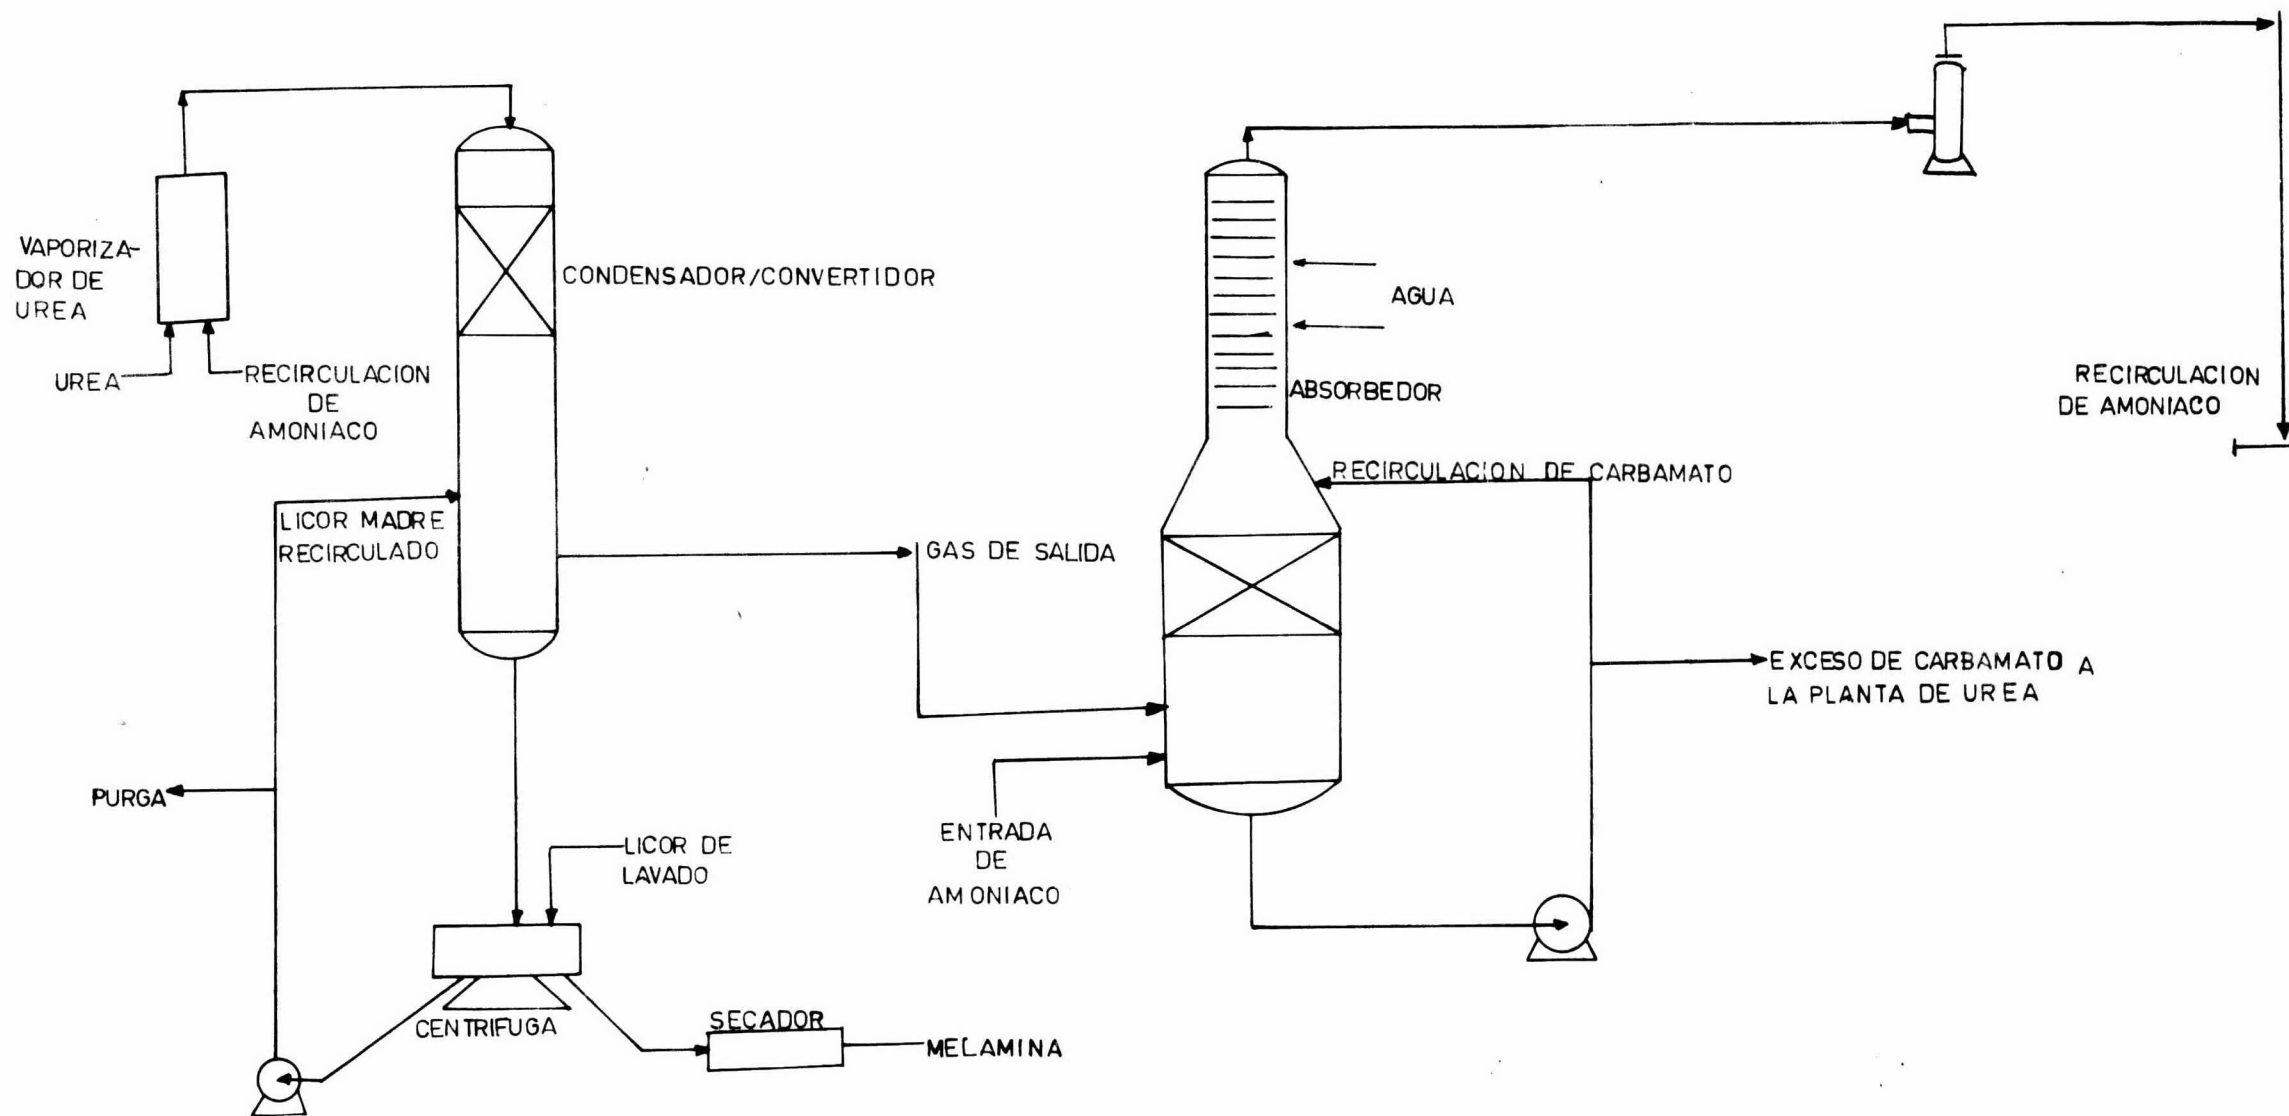 VAPORIZA-
DOR DE
UREA
UREA
RECIRCULACION
DE
AMONIACO
CONDENSADOR/CONVERTIDOR
LICOR MADRE
RECIRCULADO
GAS DE SALIDA
PURGA
LICOR DE
LAVADO
CENTRIFUGA
SECADOR
MELAMINA
AGUA
ABSORBEDOR
RECIRCULACION DE CARBAMATO
ENTRADA
DE
AMONIACO
EXCESO DE CARBAMATO A
LA PLANTA DE UREA
RECIRCULACION
DE AMONIACO